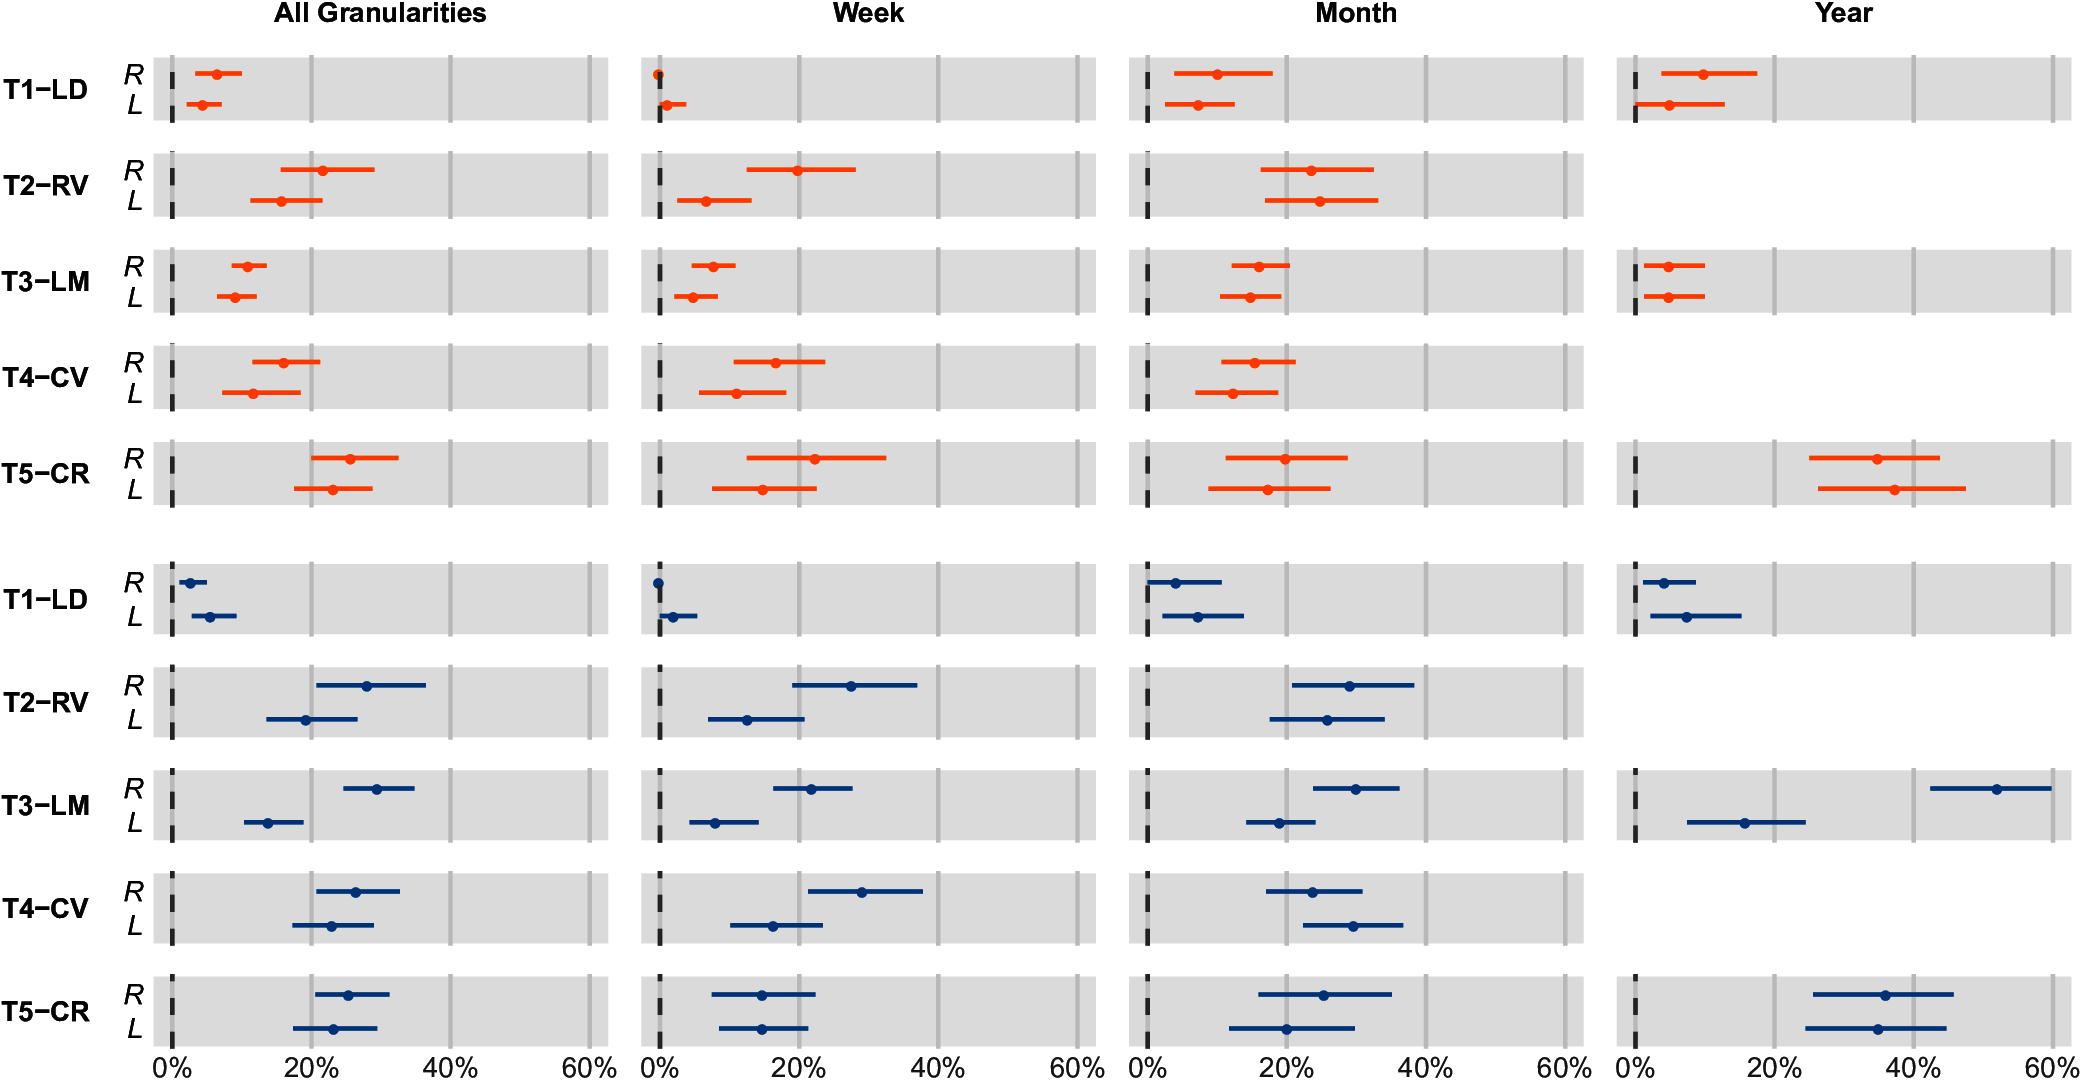 All Granularities Week Month Year
T1−LD R
L
T2−RV R
L
T3−LM R
L
T4−CV R
L
T5−CR R
L
T1−LD R
L
T2−RV R
L
T3−LM R
L
T4−CV R
L
T5−CR R
L
0% 20% 40% 60% 0% 20% 40% 60% 0% 20% 40% 60% 0% 20% 40% 60%